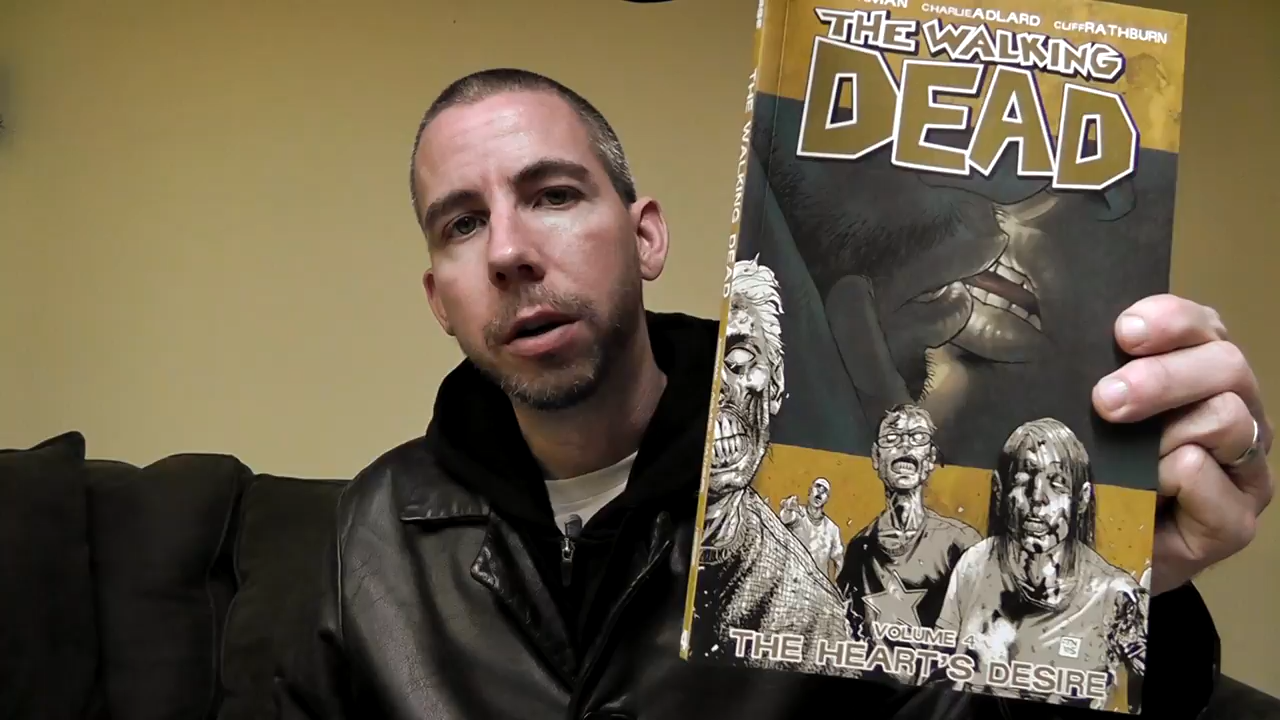 CHARLIE ADLARD CLIFF RATHBURN
THE WALKING
DEAD
THE WALKING DEAD
VOLUME 4
THE HEART'S DESIRE